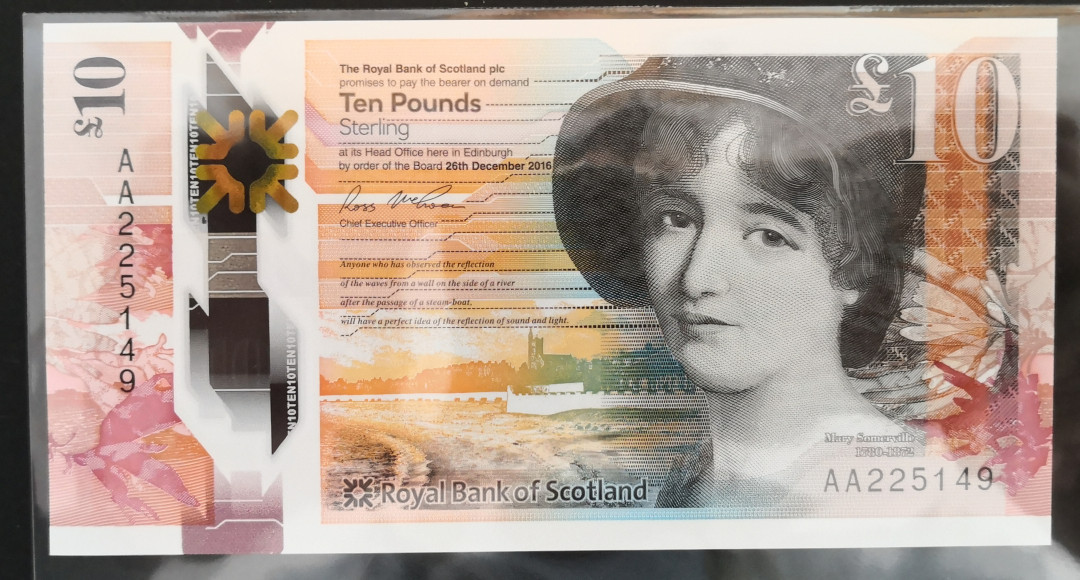 £10
AA225149
10TEN10TEN10TEN10TEN
N10TEN10TEN10
The Royal Bank of Scotland plc
promises to pay the bearer on demand
Ten Pounds
Sterling
at its Head Office here in Edinburgh
by order of the Board 26th December 2016
Ross McEwan
Chief Executive Officer
Anyone who has observed the reflection
of the waves from a wall on the side of a river
after the passage of a steam-boat,
will have a perfect idea of the reflection of sound and light.
Royal Bank of Scotland
£10
Mary Somerville
1780-1872
AA225149